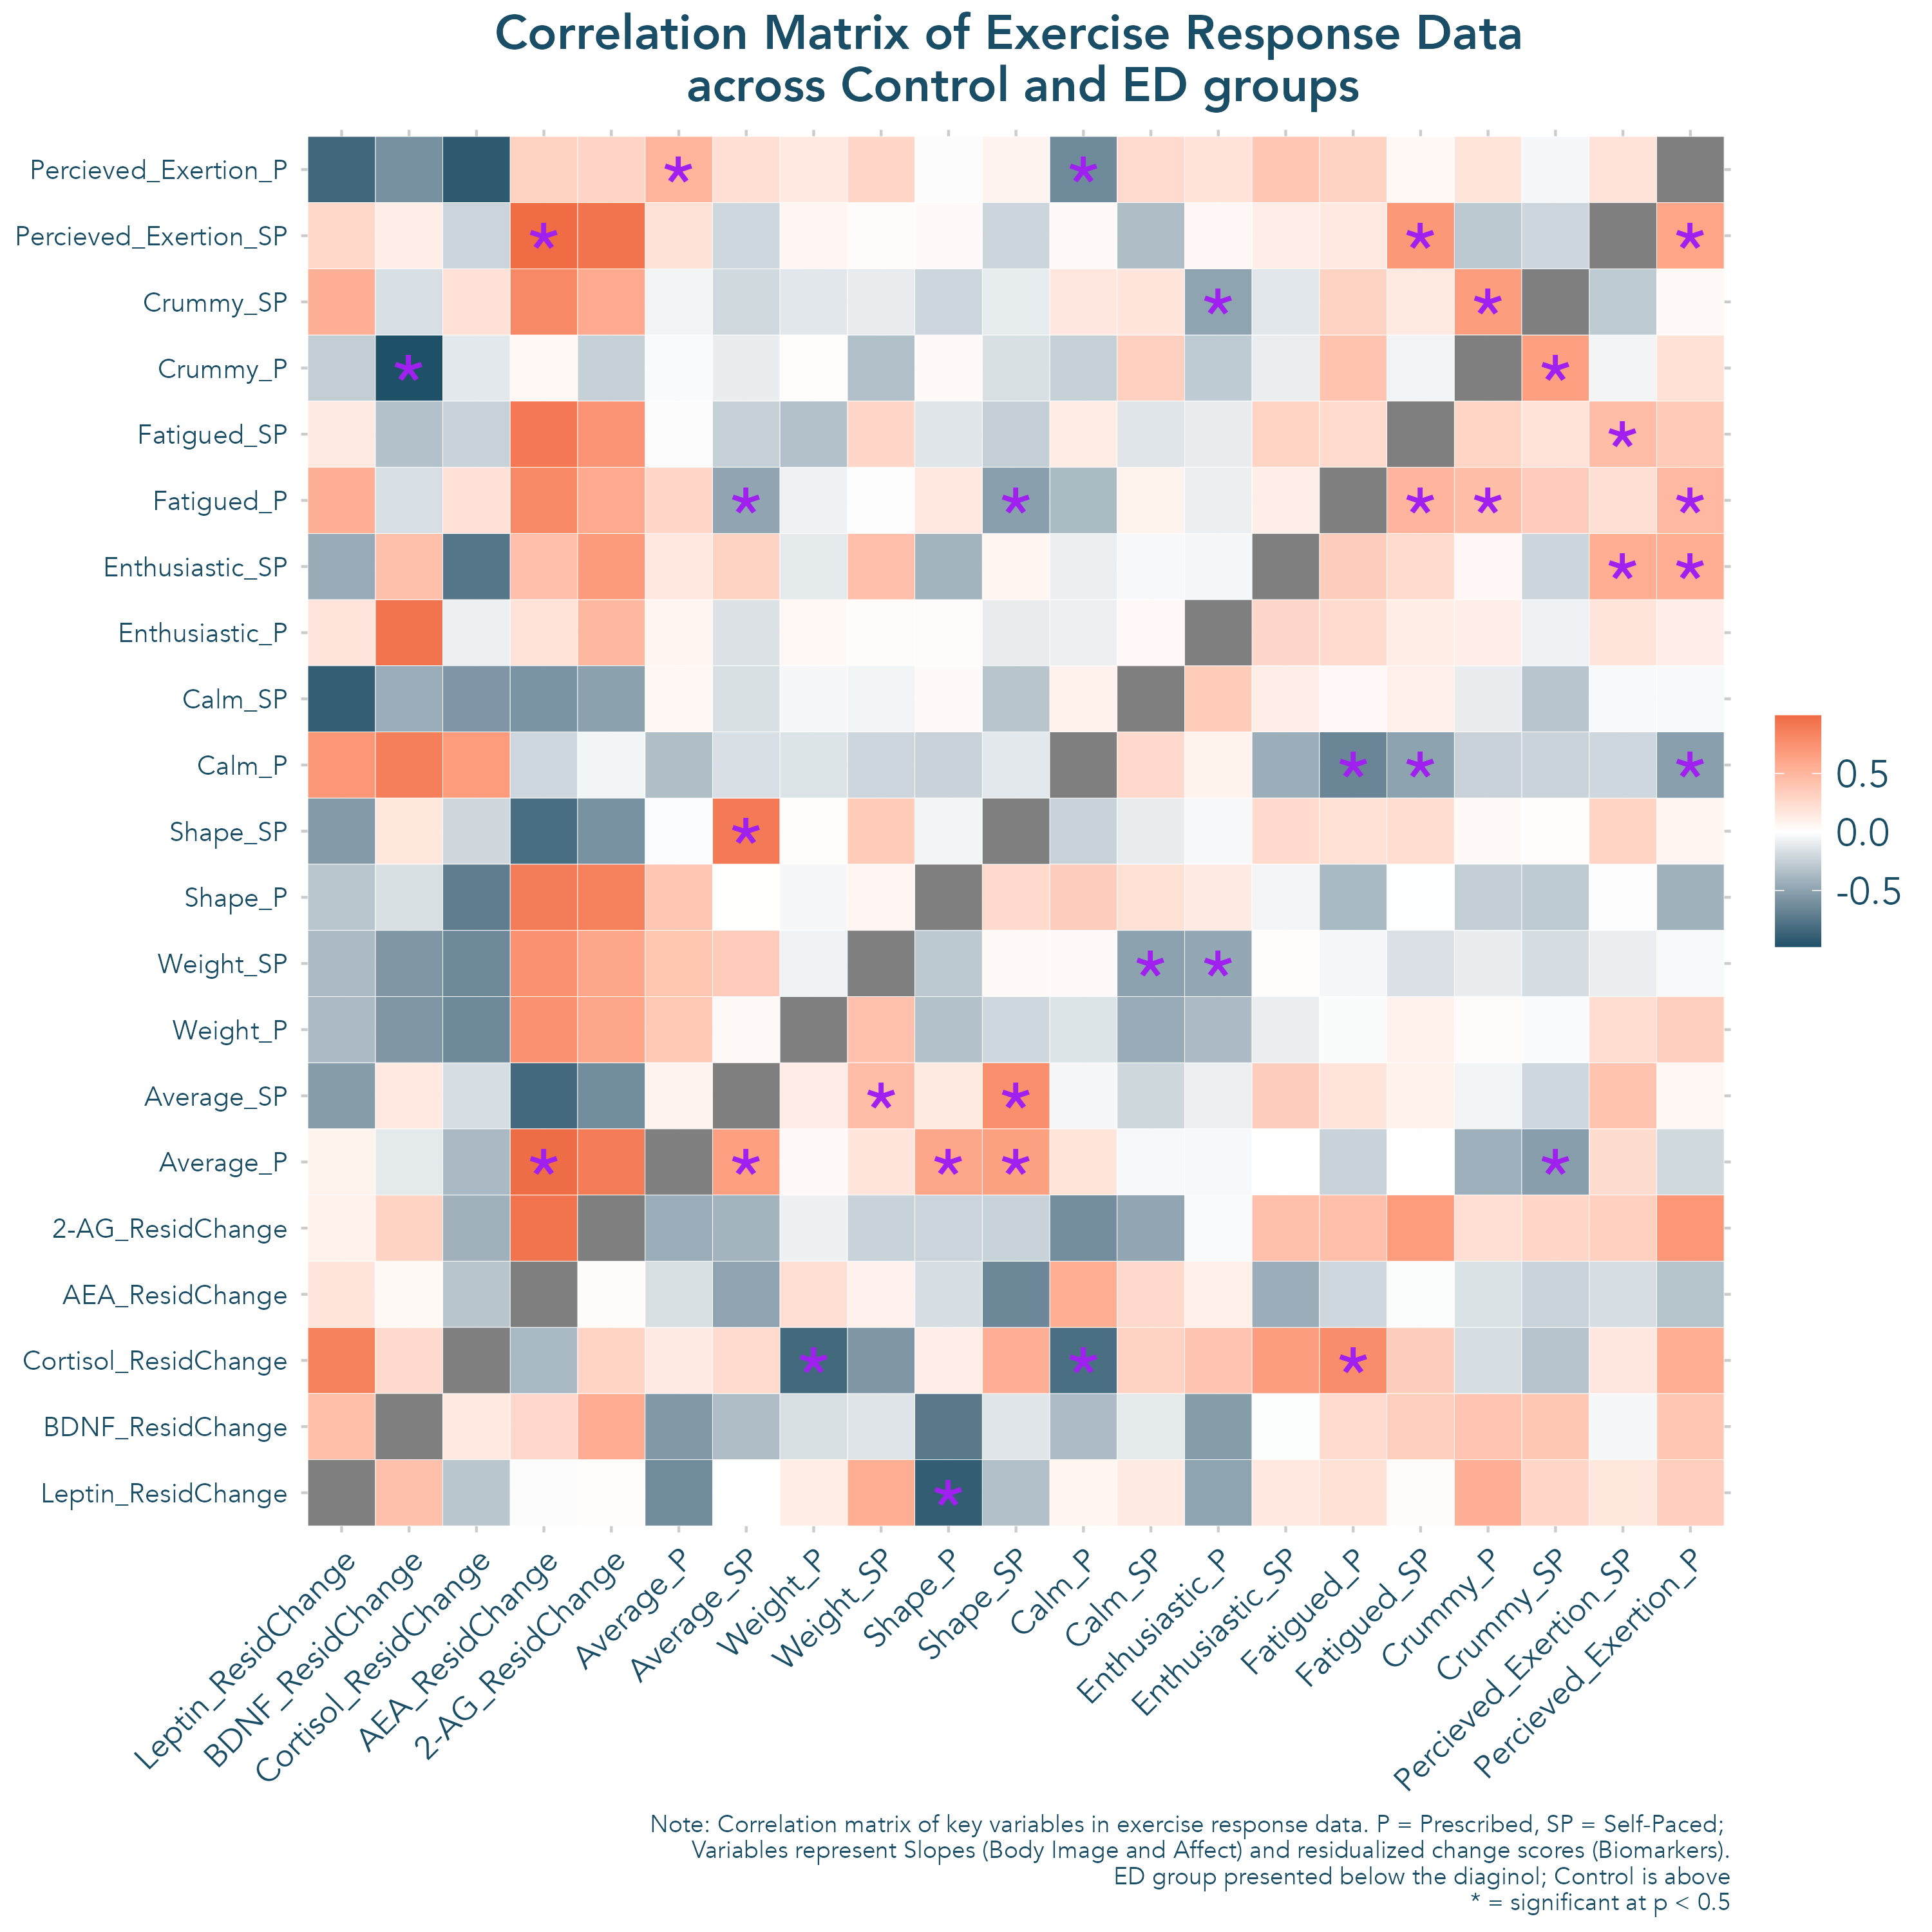 Correlation Matrix of Exercise Response Data
across Control and ED groups
Percieved_Exertion_P
Percieved_Exertion_SP
Crummy_SP
Crummy_P
Fatigued_SP
Fatigued_P
Enthusiastic_SP
Enthusiastic_P
Calm_SP
Calm_P
Shape_SP
Shape_P
Weight_SP
Weight_P
Average_SP
Average_P
2-AG_ResidChange
AEA_ResidChange
Cortisol_ResidChange
BDNF_ResidChange
Leptin_ResidChange
0.5
0.0
-0.5
Leptin_ResidChange
BDNF_ResidChange
Cortisol_ResidChange
AEA_ResidChange
2-AG_ResidChange
Average_P
Average_SP
Weight_P
Weight_SP
Shape_P
Shape_SP
Calm_P
Calm_SP
Enthusiastic_P
Enthusiastic_SP
Fatigued_P
Fatigued_SP
Crummy_P
Crummy_SP
Percieved_Exertion_SP
Percieved_Exertion_P
Note: Correlation matrix of key variables in exercise response data. P = Prescribed, SP = Self-Paced;
Variables represent Slopes (Body Image and Affect) and residualized change scores (Biomarkers).
ED group presented below the diaginol; Control is above
* = significant at p < 0.5